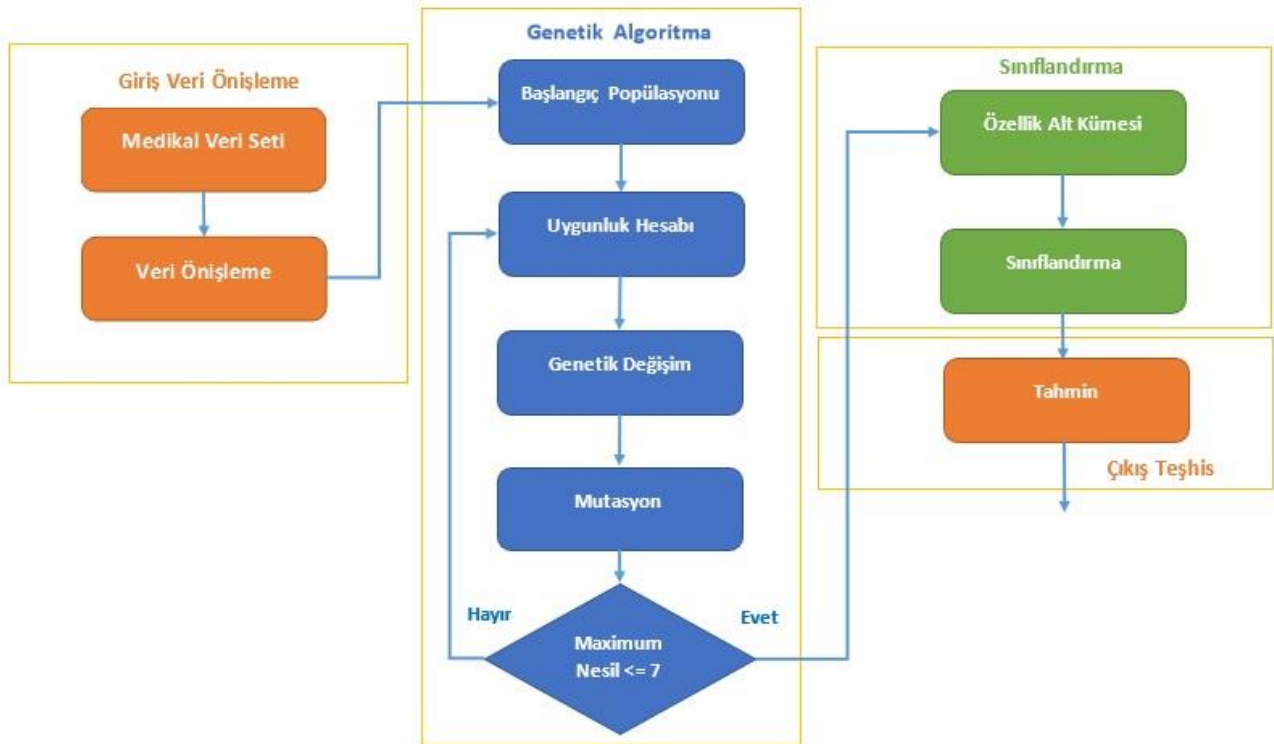 Giriş Veri Önişleme
Medikal Veri Seti
Veri Önişleme
Genetik Algoritma
Başlangıç Popülasyonu
Uygunluk Hesabı
Genetik Değişim
Mutasyon
Hayır
Evet
Maximum
Nesil <= 7
Sınıflandırma
Özellik Alt Kümesi
Sınıflandırma
Tahmin
Çıkış Teşhis